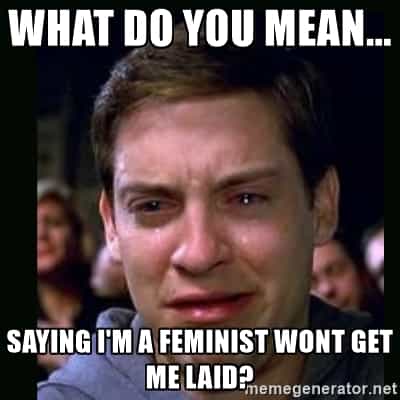 WHAT DO YOU MEAN...
SAYING I'M A FEMINIST WONT GET
ME LAID?
memegenerator.net